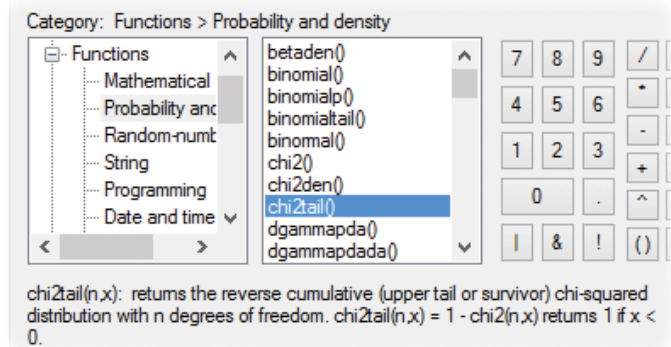 Category: Functions > Probability and density
Functions
Mathematical
Probability anc
Random-numt
String
Programming
Date and time
betaden()
binomial()
binomialp()
binomialtail()
binormal()
chi2()
chi2den()
chi2tail()
dgammapda()
dgammapdada()
7 8 9 /
4 5 6 *
-
1 2 3
+
0 . ^
| & ! ()
chi2tail(n,x): returns the reverse cumulative (upper tail or survivor) chi-squared
distribution with n degrees of freedom. chi2tail(n,x) = 1 - chi2(n,x) returns 1 if x <
0.